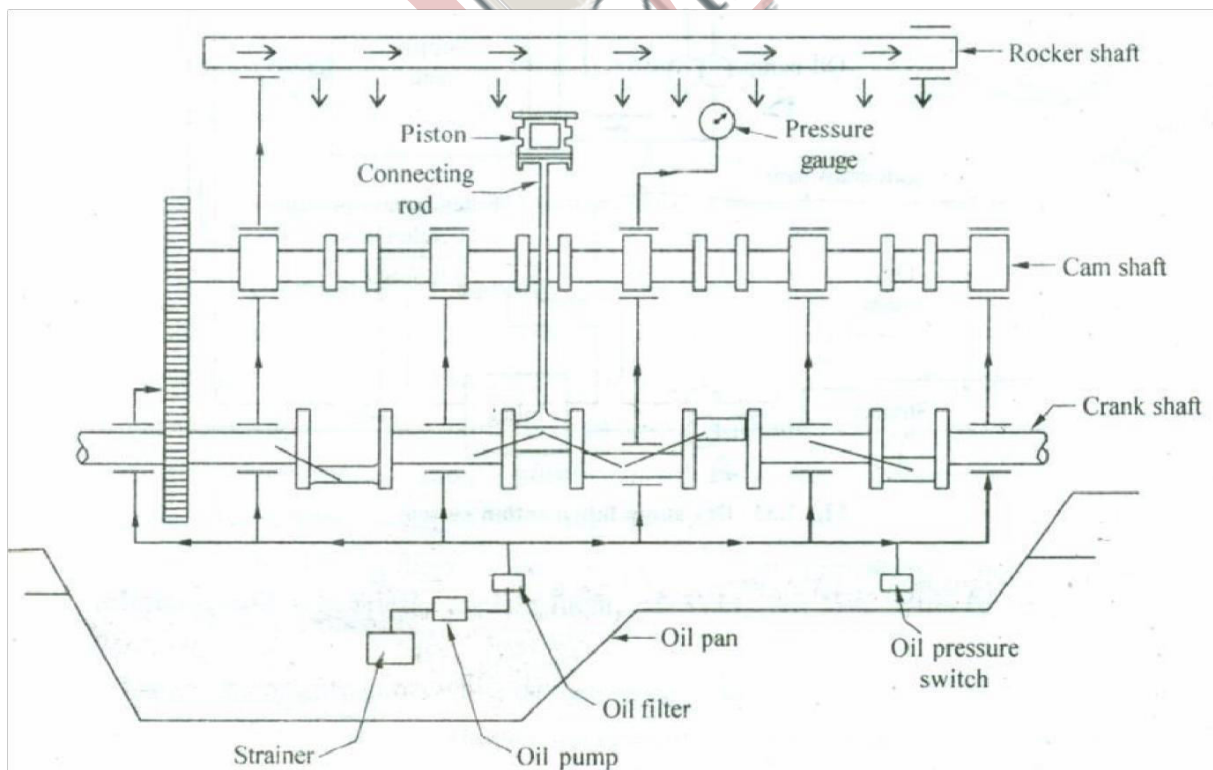 Rocker shaft
Piston
Pressure
gauge
Connecting
rod
Cam shaft
Crank shaft
Oil pan
Oil pressure
switch
Oil filter
Strainer
Oil pump